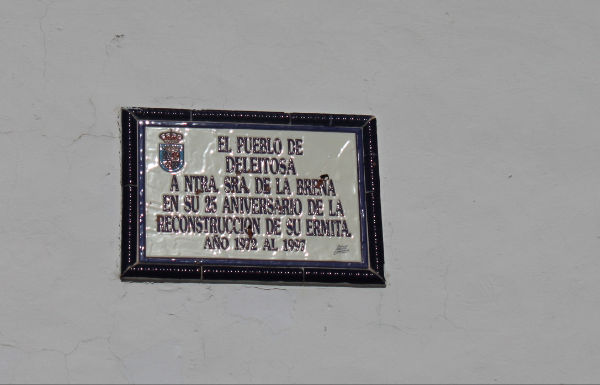 EL PUEBLO DE
DELEITOSA
A NTRA. SRA. DE LA BREÑA
EN SU 25 ANIVERSARIO DE LA
RECONSTRUCCION DE SU ERMITA.
AÑO 1972 AL 1997